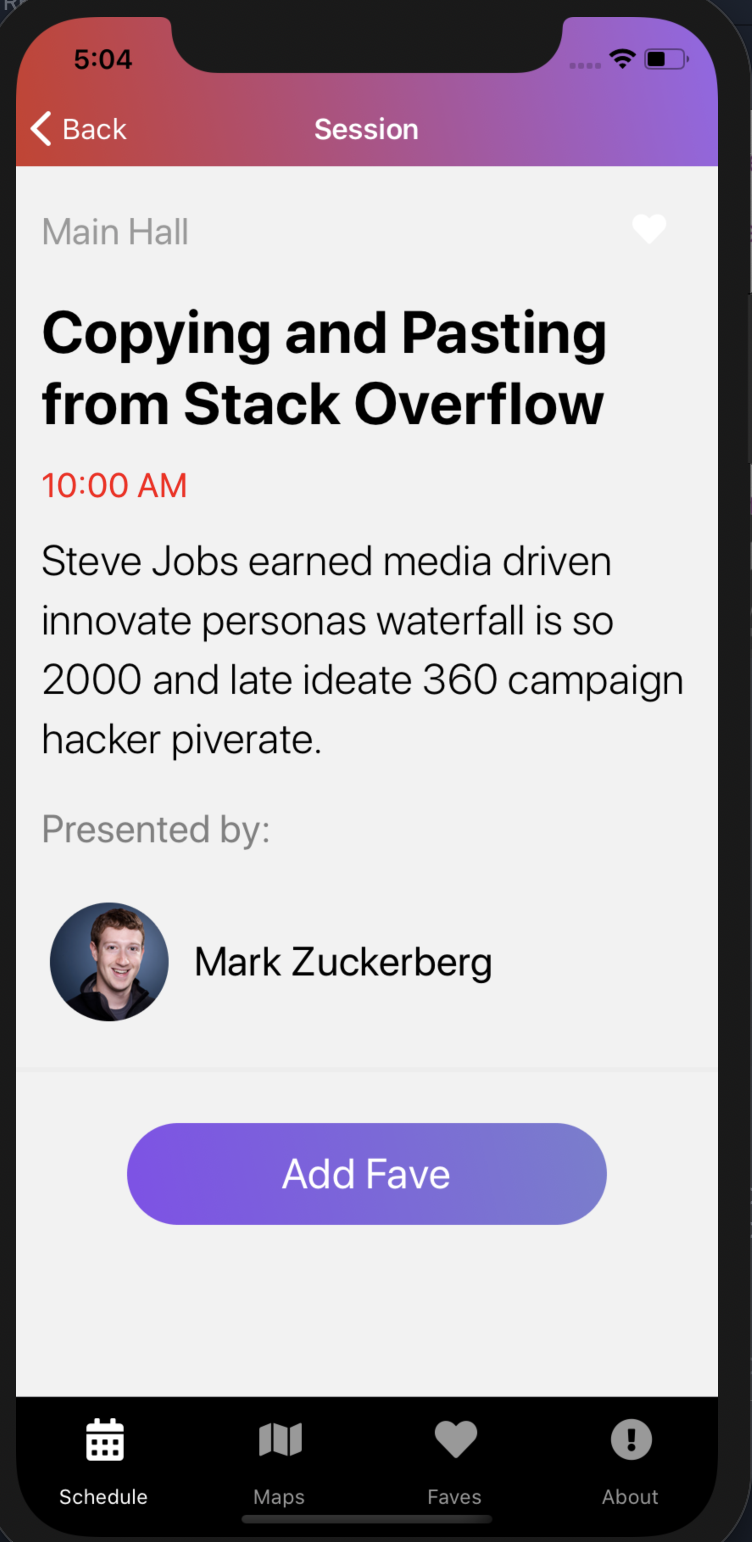 5:04
Back
Session
Main Hall
Copying and Pasting
from Stack Overflow
10:00 AM
Steve Jobs earned media driven
innovate personas waterfall is so
2000 and late ideate 360 campaign
hacker piverate.
Presented by:
Mark Zuckerberg
Add Fave
Schedule
Maps
Faves
About